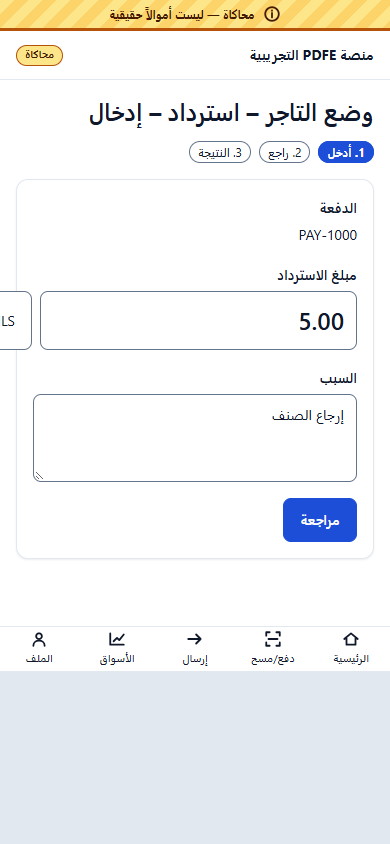 محاكاة — ليست أموالاً حقيقية
منصة PDFE التجريبية
محاكاة
وضع التاجر – استرداد – إدخال
1. أدخل
2. راجع
3. النتيجة
الدفعة
PAY-1000
مبلغ الاسترداد
5.00
LS
السبب
إرجاع الصنف
مراجعة
الرئيسية
دفع/مسح
إرسال
الأسواق
الملف